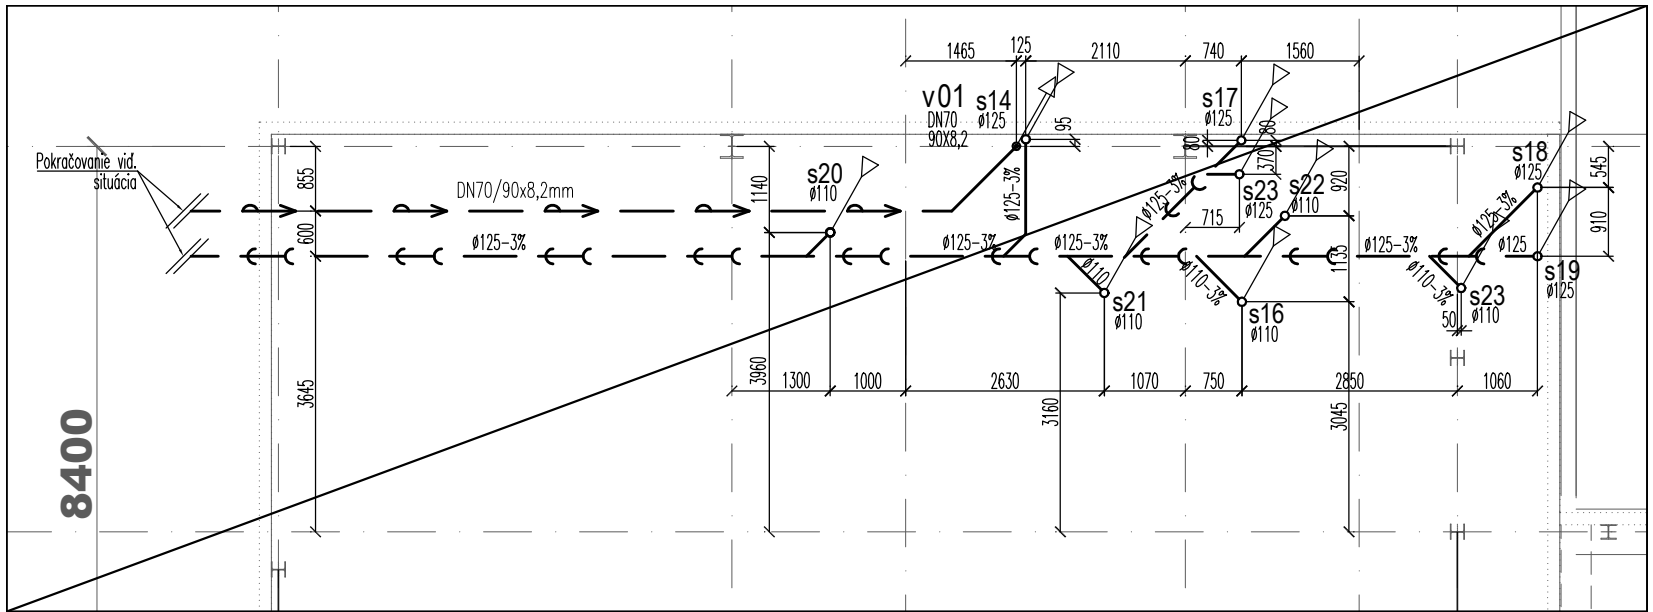 1465
125
2110
740
1560
v01
DN70
90X8,2
s14
ø125
95
s17
ø125
80
80
370
Pokračovanie viď.
situácia
855
600
DN70/90x8,2mm
1140
s20
ø110
ø125-3%
ø125-3%
s23
ø125
s22
ø110
920
s18
ø125
545
910
ø125-3%
715
ø125-3%
ø125-3%
ø125-3%
1135
ø125-3%
ø125
s19
ø125
ø110
s21
ø110
ø110-3%
s16
ø110
ø110-3%
s23
ø110
50
3645
3960
1300
1000
2630
1070
750
2850
1060
3160
3045
8400